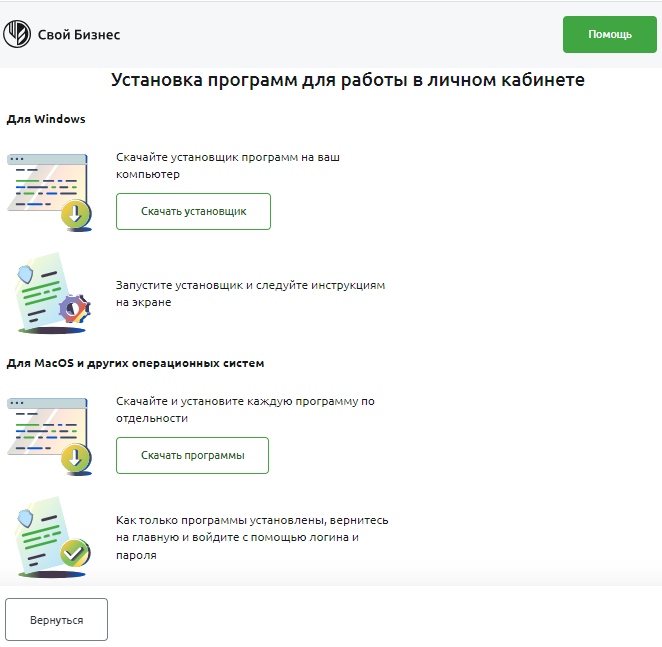 Свой Бизнес
Помощь
Установка программ для работы в личном кабинете
Для Windows
Скачайте установщик программ на ваш
компьютер
Скачать установщик
Запустите установщик и следуйте инструкциям
на экране
Для MacOS и других операционных систем
Скачайте и установите каждую программу по
отдельности
Скачать программы
Как только программы установлены, вернитесь
на главную и войдите с помощью логина и
пароля
Вернуться